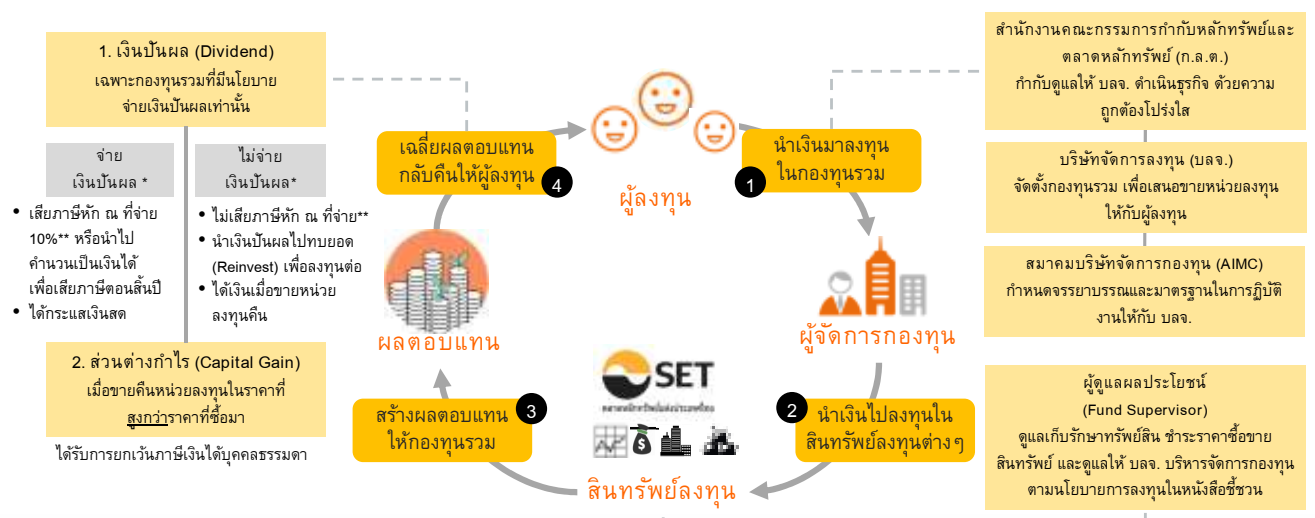 1. เงินปันผล (Dividend)
เฉพาะกองทุนรวมที่มีนโยบาย
จ่ายเงินปันผลเท่านั้น
จ่าย
เงินปันผล *
ไม่จ่าย
เงินปันผล*
• เสียภาษีหัก ณ ที่จ่าย
10%** หรือนำไป
คำนวนเป็นเงินได้
เพื่อเสียภาษีตอนสิ้นปี
• ได้กระแสเงินสด
• ไม่เสียภาษีหัก ณ ที่จ่าย**
• นำเงินปันผลไปทบยอด
(Reinvest) เพื่อลงทุนต่อ
• ได้เงินเมื่อขายหน่วย
ลงทุนคืน
2. ส่วนต่างกำไร (Capital Gain)
เมื่อขายคืนหน่วยลงทุนในราคาที่
สูงกว่าราคาที่ซื้อมา
ได้รับการยกเว้นภาษีเงินได้บุคคลธรรมดา
ผู้ลงทุน
นำเงินมาลงทุน
ในกองทุนรวม
1
ผู้จัดการกองทุน
นำเงินไปลงทุนใน
สินทรัพย์ลงทุนต่างๆ
2
SET
ตลาดหลักทรัพย์แห่งประเทศไทย
$
สินทรัพย์ลงทุน
สร้างผลตอบแทน
ให้กองทุนรวม
3
ผลตอบแทน
เฉลี่ยผลตอบแทน
กลับคืนให้ผู้ลงทุน
4
สำนักงานคณะกรรมการกำกับหลักทรัพย์และ
ตลาดหลักทรัพย์ (ก.ล.ต.)
กำกับดูแลให้ บลจ. ดำเนินธุรกิจ ด้วยความ
ถูกต้องโปร่งใส
บริษัทจัดการลงทุน (บลจ.)
จัดตั้งกองทุนรวม เพื่อเสนอขายหน่วยลงทุน
ให้กับผู้ลงทุน
สมาคมบริษัทจัดการกองทุน (AIMC)
กำหนดจรรยาบรรณและมาตรฐานในการฏิบัติ
งานให้กับ บลจ.
ผู้ดูแลผลประโยชน์
(Fund Supervisor)
ดูแลเก็บรักษาทรัพย์สิน ชำระราคาซื้อขาย
สินทรัพย์ และดูแลให้ บลจ. บริหารจัดการกองทุน
ตามนโยบายการลงทุนในหนังสือชี้ชวน